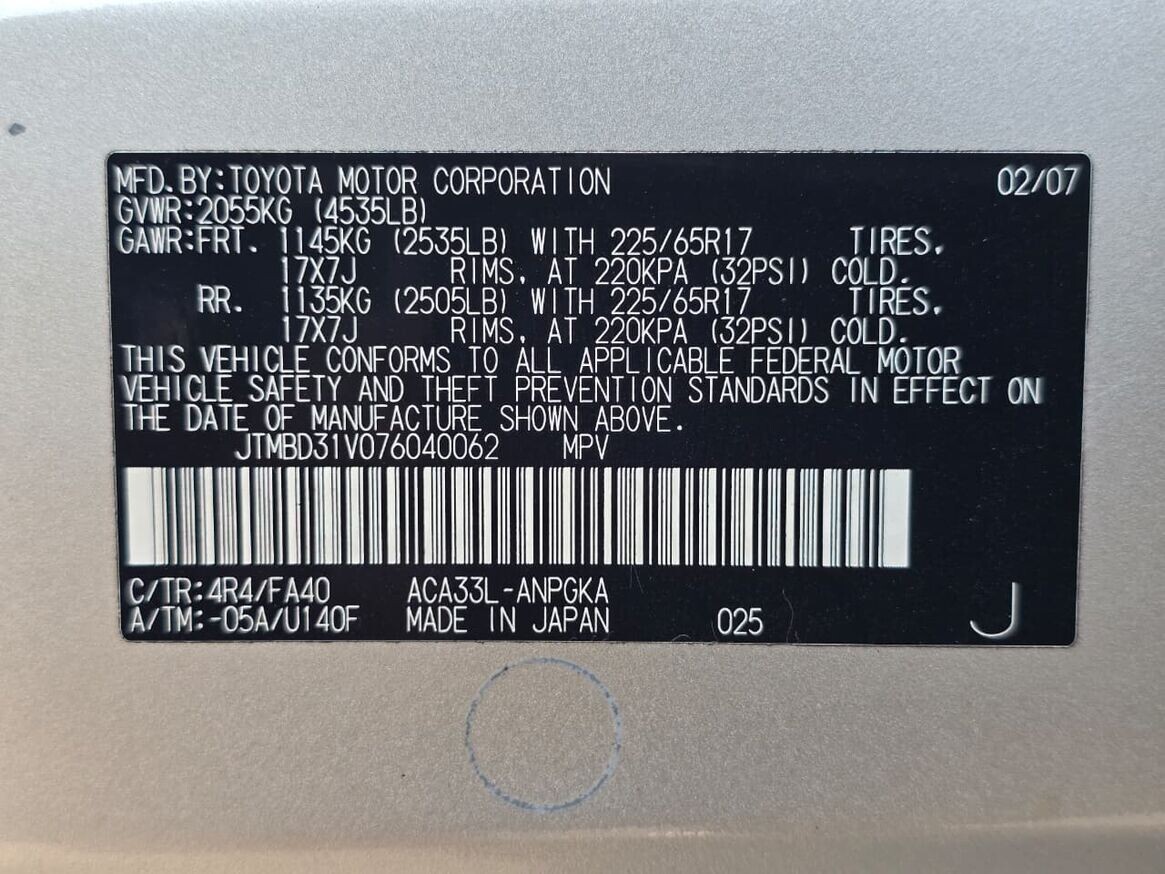 MFD. BY: TOYOTA MOTOR CORPORATION 02/07
GVWR: 2055KG (4535LB)
GAWR: FRT. 1145KG (2535LB) WITH 225/65R17 TIRES,
17X7J RIMS, AT 220KPA (32PSI) COLD.
RR. 1135KG (2505LB) WITH 225/65R17 TIRES,
17X7J RIMS, AT 220KPA (32PSI) COLD.
THIS VEHICLE CONFORMS TO ALL APPLICABLE FEDERAL MOTOR
VEHICLE SAFETY AND THEFT PREVENTION STANDARDS IN EFFECT ON
THE DATE OF MANUFACTURE SHOWN ABOVE.
JTMBD31V076040062 MPV
C/TR: 4R4/FA40 ACA33L-ANPGKA
A/TM: -05A/U140F MADE IN JAPAN 025 J